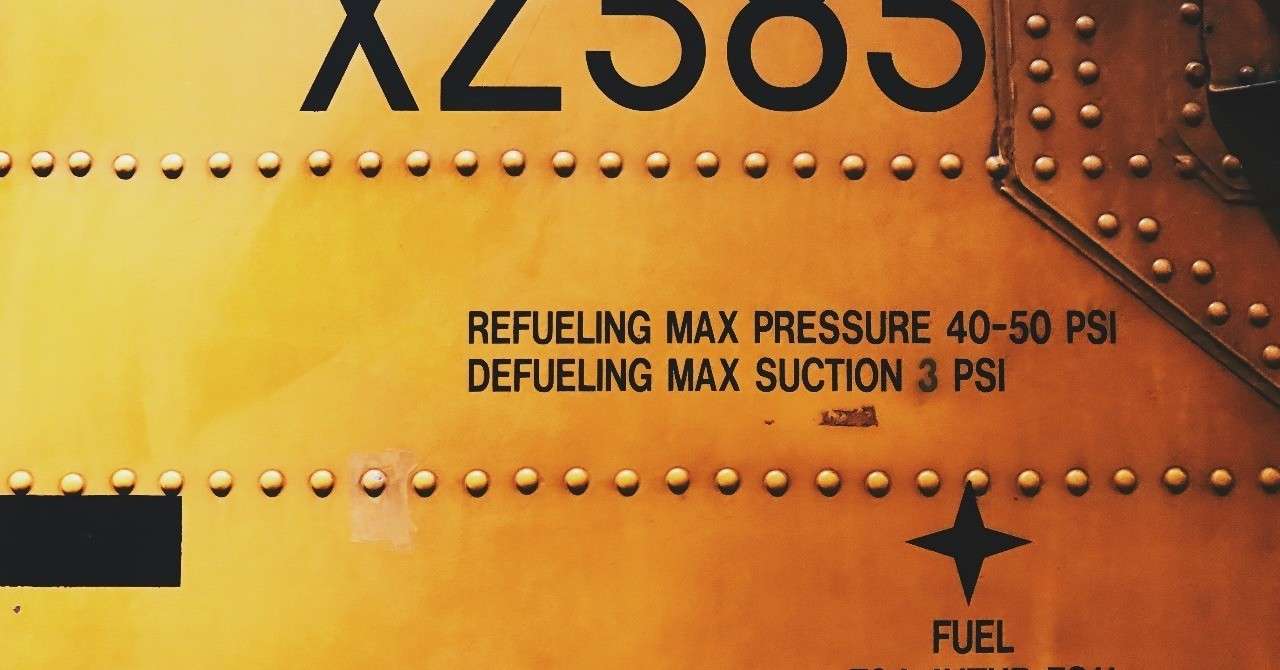 XZ585
REFUELING MAX PRESSURE 40-50 PSI
DEFUELING MAX SUCTION 3 PSI
FUEL